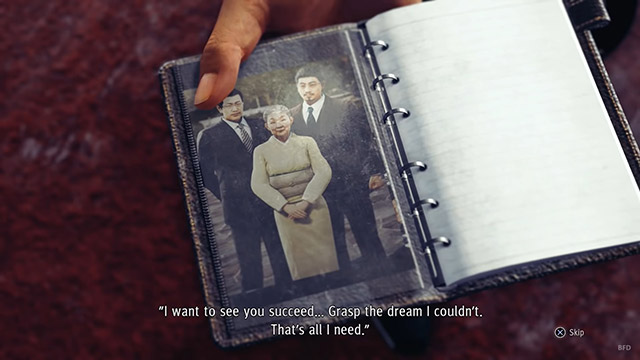 "I want to see you succeed... Grasp the dream I couldn't.
That's all I need."
Skip
BFD